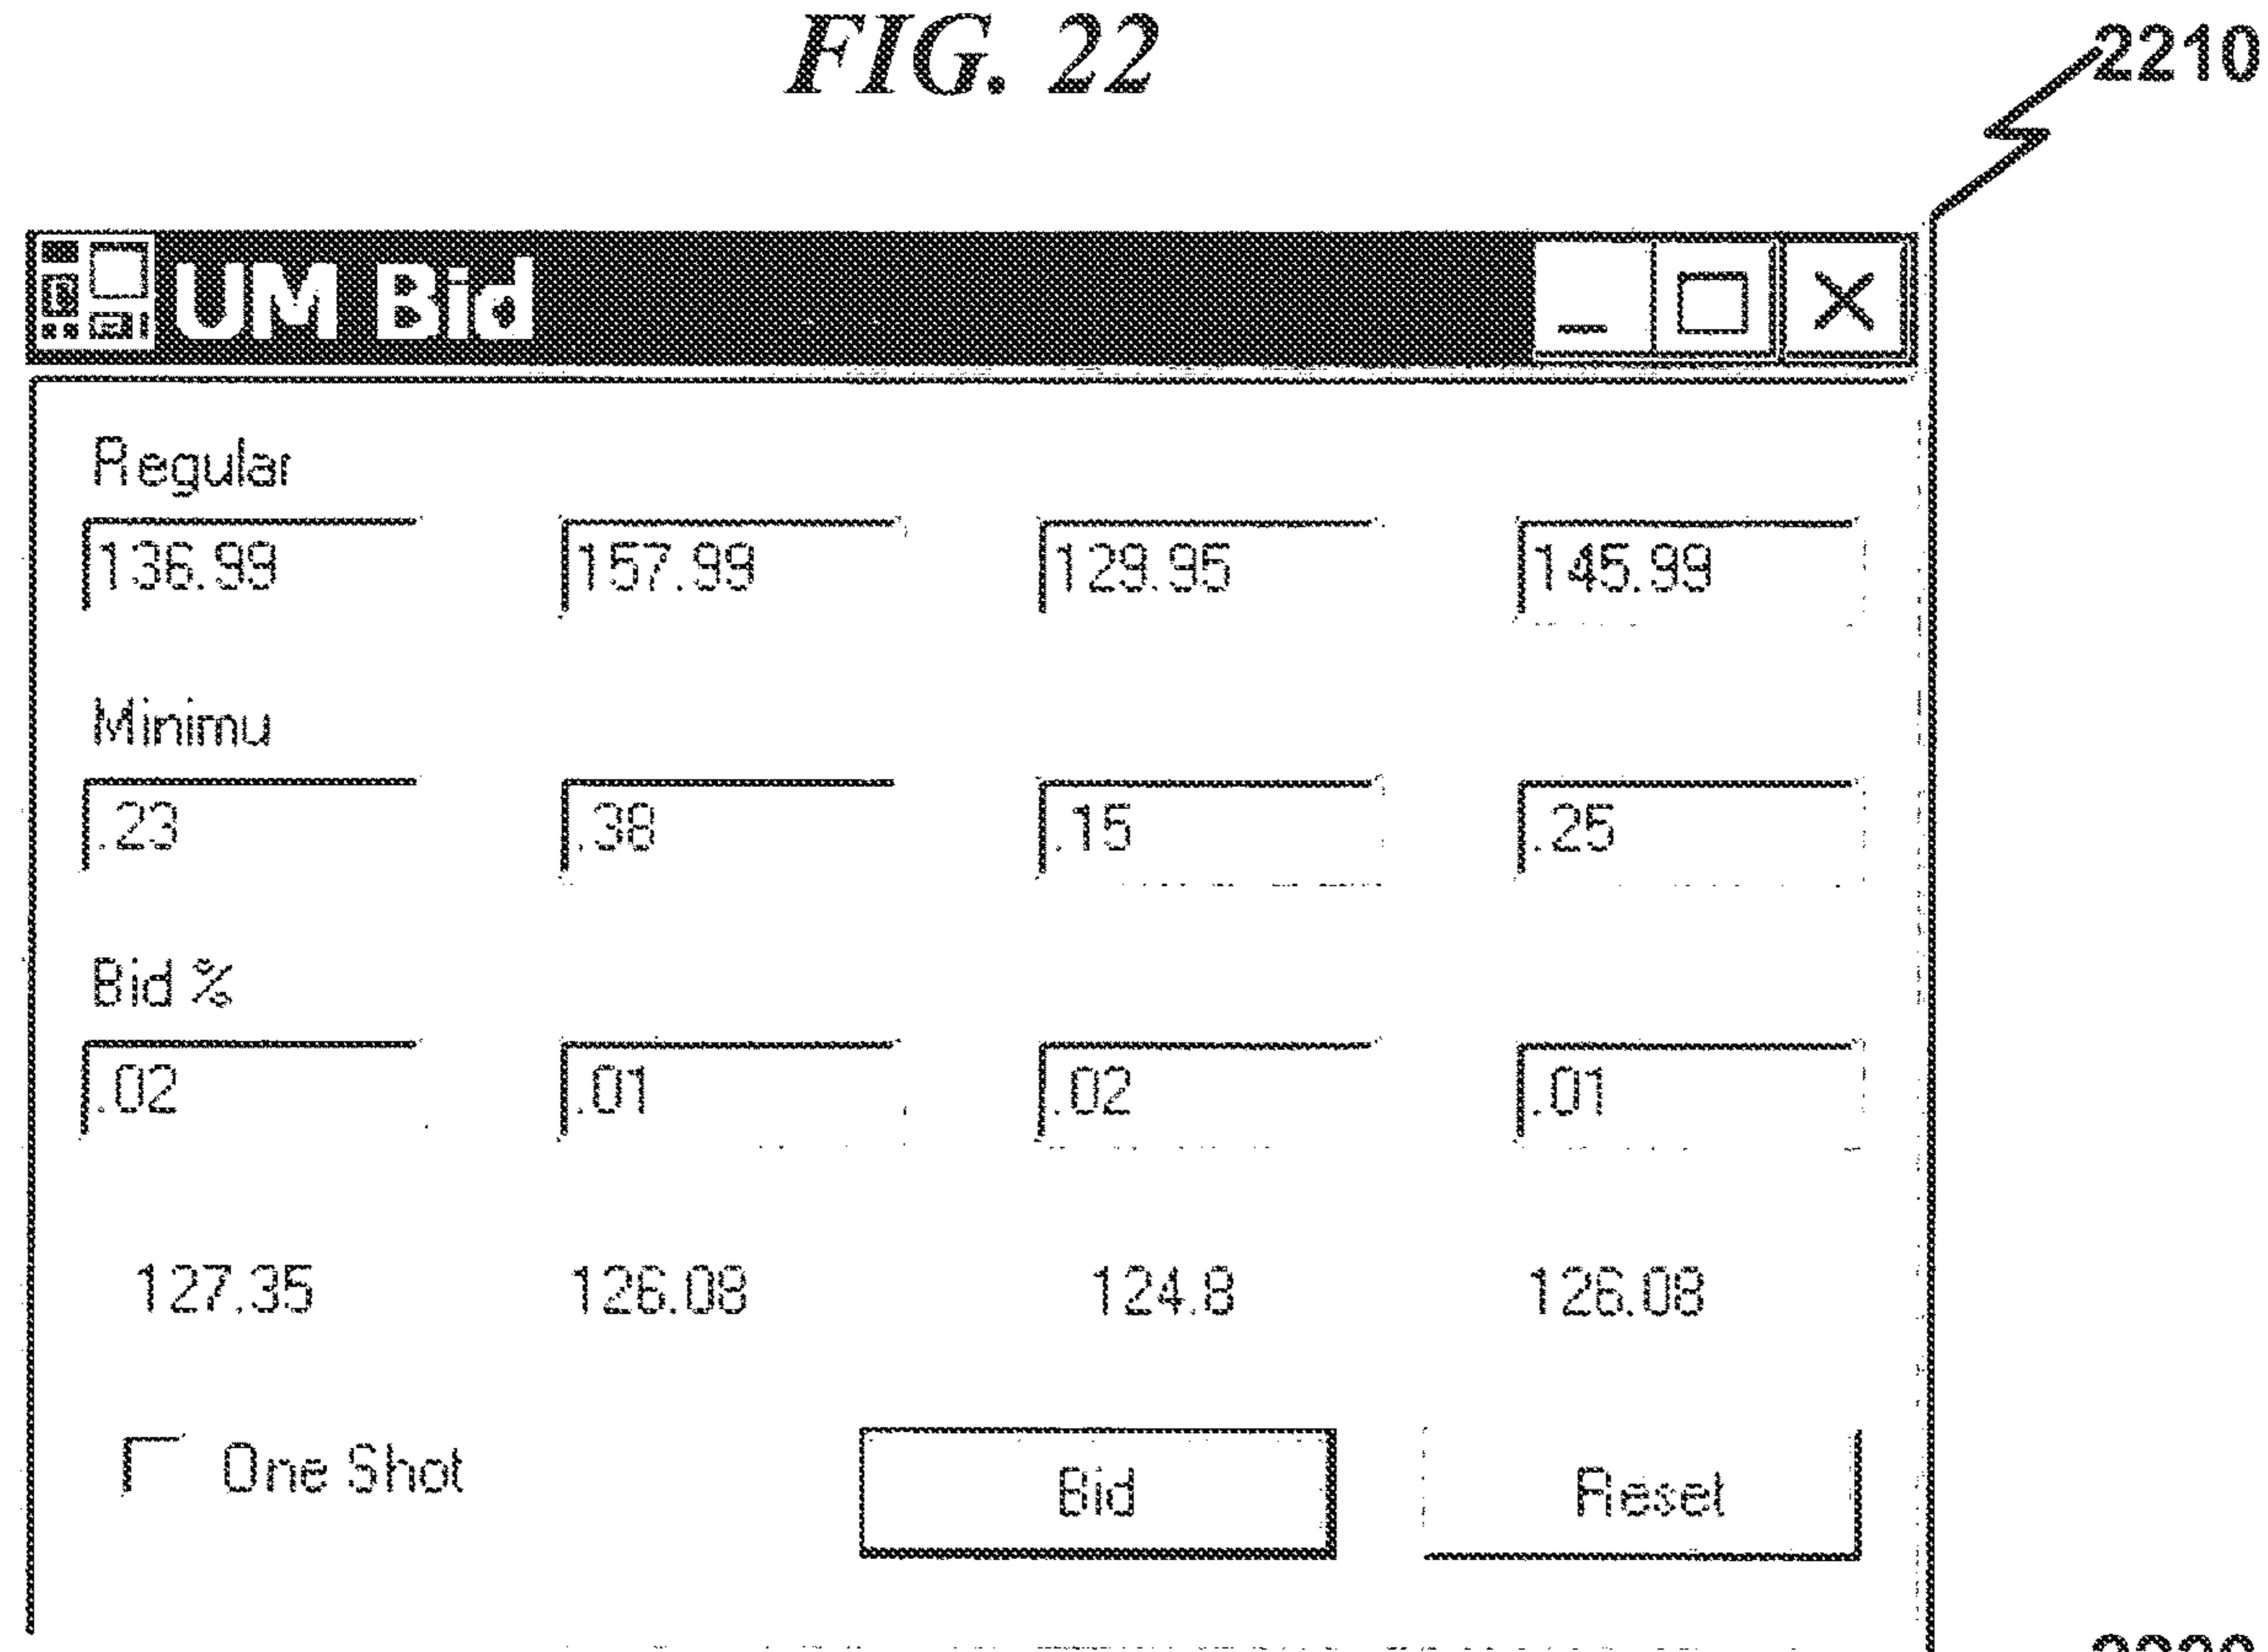 FIG. 22
2210
UM Bid
Regular
136.99 157.99 129.95 145.99
Minimu
.23 .38 .15 .25
Bid %
.02 .01 .02 .01
127.35 126.08 124.8 126.08
One Shot Bid Reset